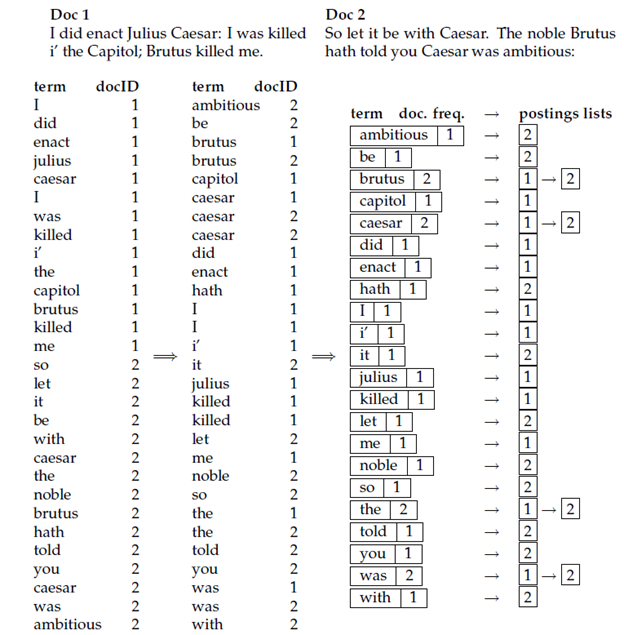 Doc 1
I did enact Julius Caesar: I was killed
i′ the Capitol; Brutus killed me.
Doc 2
So let it be with Caesar. The noble Brutus
hath told you Caesar was ambitious:
term docID
I 1
did 1
enact 1
julius 1
caesar 1
I 1
was 1
killed 1
i′ 1
the 1
capitol 1
brutus 1
killed 1
me 1
so 2
let 2
it 2
be 2
with 2
caesar 2
the 2
noble 2
brutus 2
hath 2
told 2
you 2
caesar 2
was 2
ambitious 2
⇒
term docID
ambitious 2
be 2
brutus 1
brutus 2
capitol 1
caesar 1
caesar 2
caesar 2
did 1
enact 1
hath 1
I 1
I 1
i′ 1
it 2
julius 1
killed 1
killed 1
let 2
me 1
noble 2
so 2
the 1
the 2
told 2
you 2
was 1
was 2
with 2
⇒
term doc. freq. → postings lists
ambitious 1 → 2
be 1 → 2
brutus 2 → 1 → 2
capitol 1 → 1
caesar 2 → 1 → 2
did 1 → 1
enact 1 → 1
hath 1 → 2
I 1 → 1
i′ 1 → 1
it 1 → 2
julius 1 → 1
killed 1 → 1
let 1 → 2
me 1 → 1
noble 1 → 2
so 1 → 2
the 2 → 1 → 2
told 1 → 2
you 1 → 2
was 2 → 1 → 2
with 1 → 2